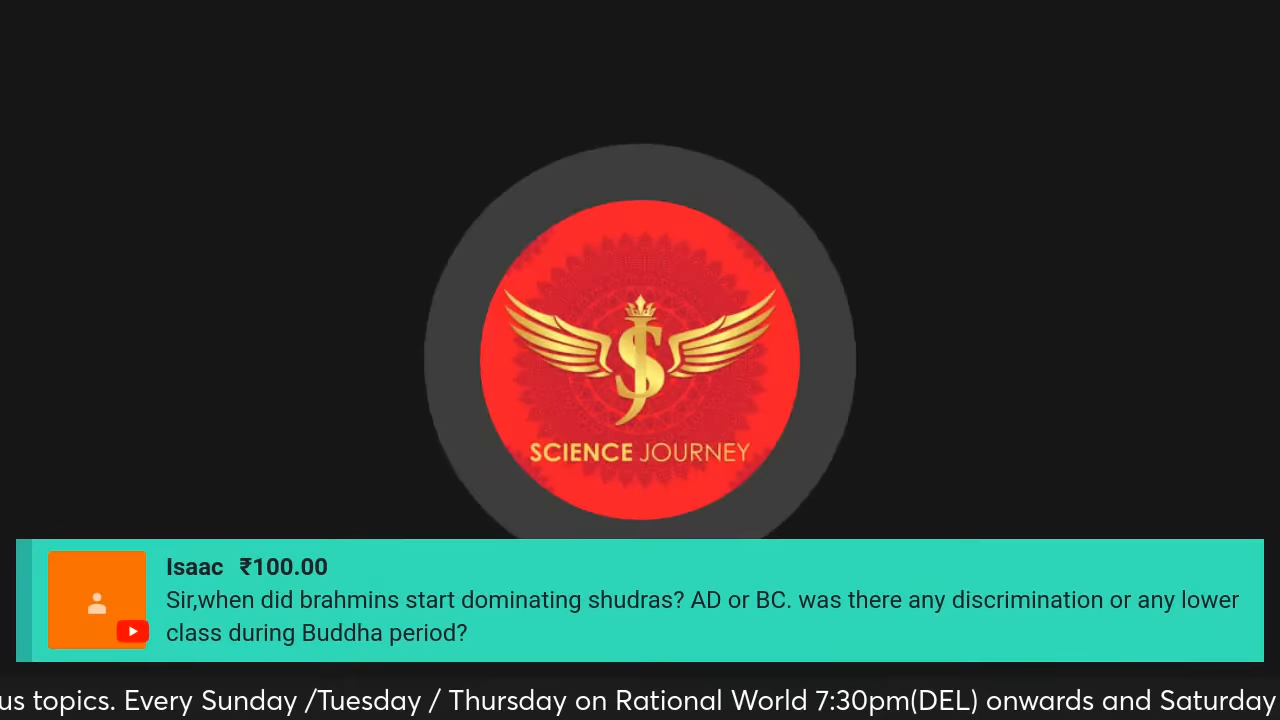 SCIENCE JOURNEY
Isaac ₹100.00
Sir,when did brahmins start dominating shudras? AD or BC. was there any discrimination or any lower
class during Buddha period?
us topics. Every Sunday /Tuesday / Thursday on Rational World 7:30pm(DEL) onwards and Saturday